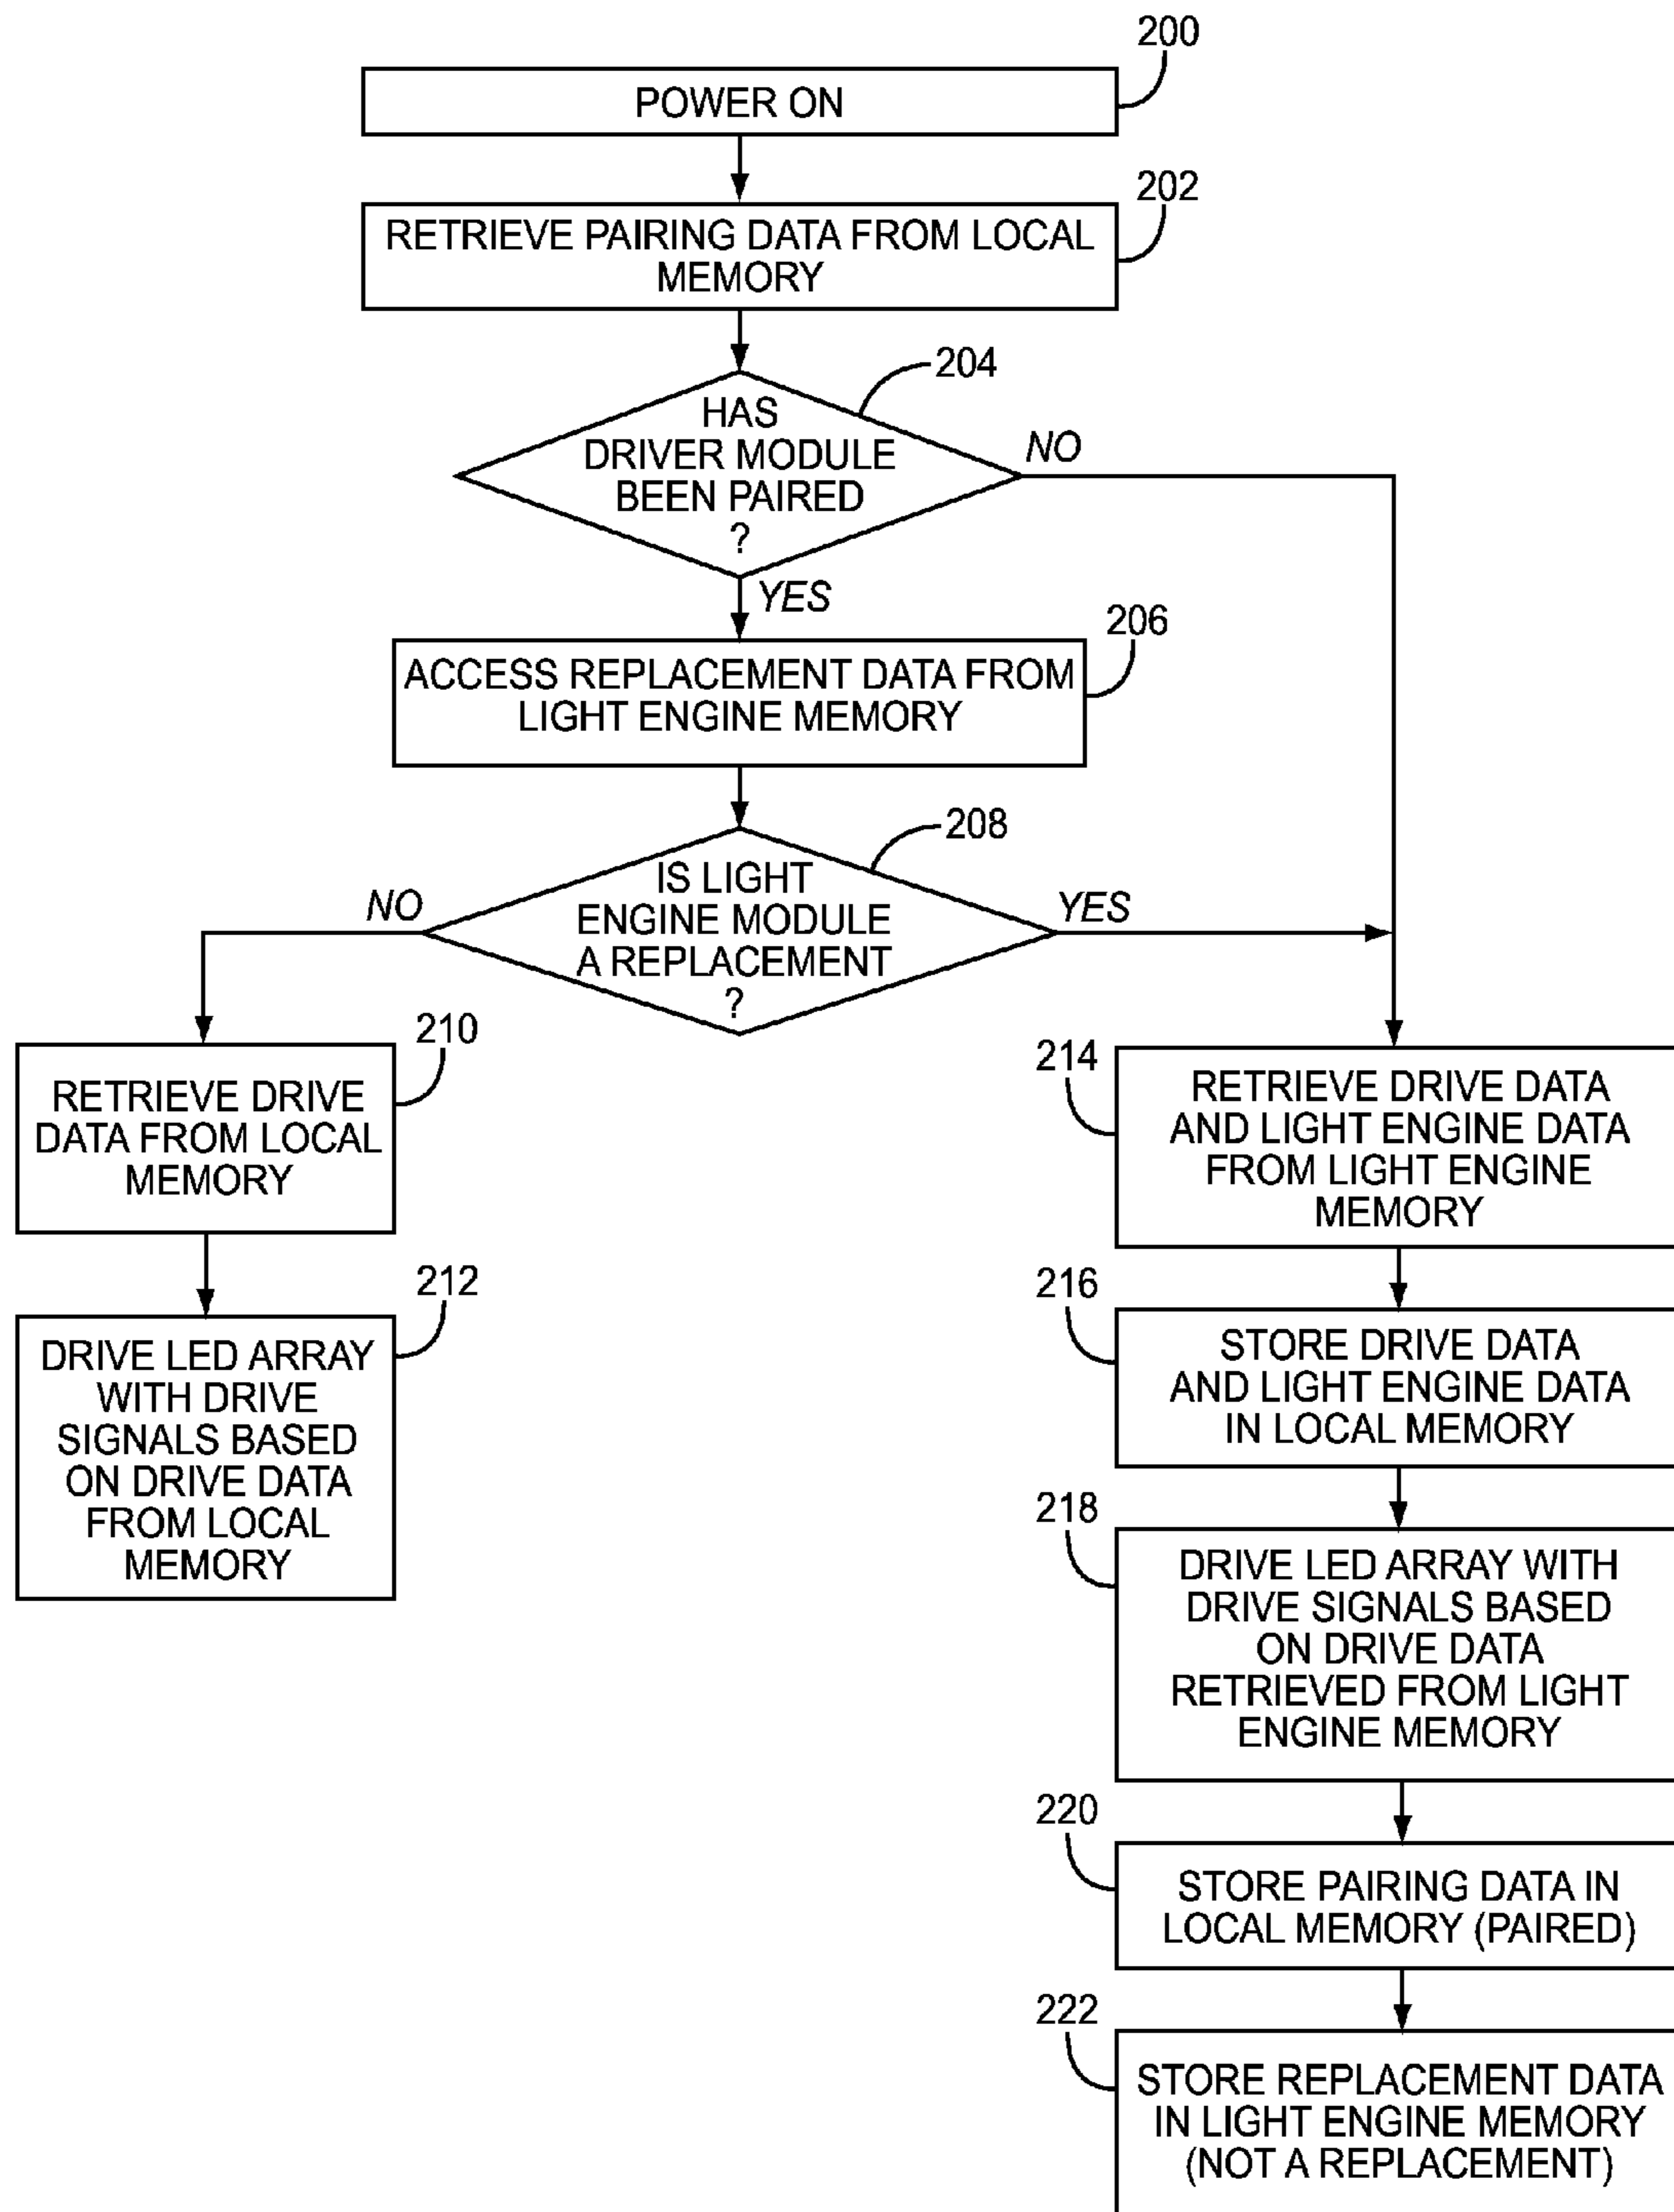 200
POWER ON
202
RETRIEVE PAIRING DATA FROM LOCAL
MEMORY
204
HAS
DRIVER MODULE
BEEN PAIRED
?
NO
YES
206
ACCESS REPLACEMENT DATA FROM
LIGHT ENGINE MEMORY
208
IS LIGHT
ENGINE MODULE
A REPLACEMENT
?
NO
YES
210
RETRIEVE DRIVE
DATA FROM LOCAL
MEMORY
212
DRIVE LED ARRAY
WITH DRIVE
SIGNALS BASED
ON DRIVE DATA
FROM LOCAL
MEMORY
214
RETRIEVE DRIVE DATA
AND LIGHT ENGINE DATA
FROM LIGHT ENGINE
MEMORY
216
STORE DRIVE DATA
AND LIGHT ENGINE DATA
IN LOCAL MEMORY
218
DRIVE LED ARRAY WITH
DRIVE SIGNALS BASED
ON DRIVE DATA
RETRIEVED FROM LIGHT
ENGINE MEMORY
220
STORE PAIRING DATA IN
LOCAL MEMORY (PAIRED)
222
STORE REPLACEMENT DATA
IN LIGHT ENGINE MEMORY
(NOT A REPLACEMENT)